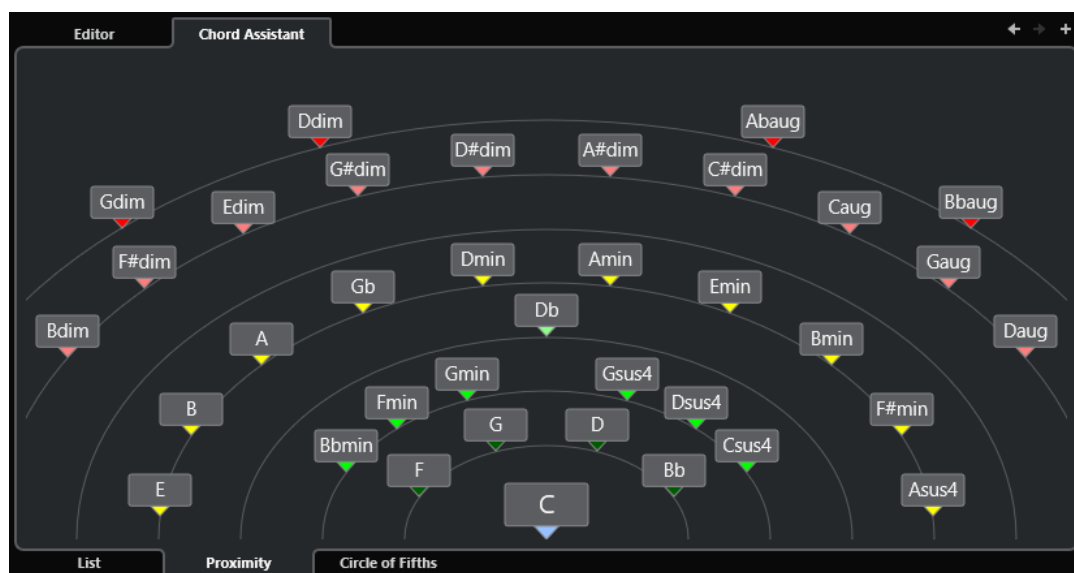 Editor
Chord Assistant
Ddim
Abaug
D#dim
A#dim
G#dim
C#dim
Gdim
Edim
Caug
Bbaug
F#dim
Gaug
Dmin
Amin
Gb
Emin
Db
Bdim
A
Bmin
Daug
Gmin
Gsus4
Fmin
Dsus4
B
F#min
G
D
Bbmin
Csus4
F
Bb
E
Asus4
C
List
Proximity
Circle of Fifths